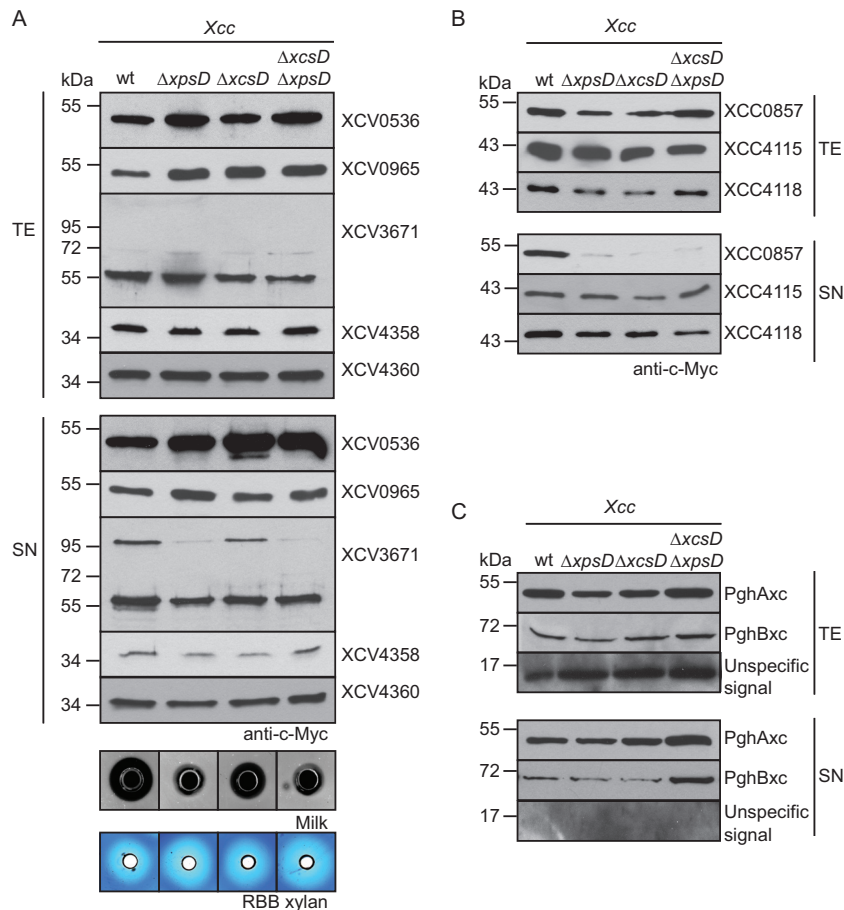 A
Xcc
ΔxcsD
kDa wt ΔxpsD ΔxcsD ΔxpsD
55
XCV0536
55
XCV0965
XCV3671
95
72
55
TE
34
XCV4358
34
XCV4360
55
XCV0536
55
XCV0965
95
XCV3671
72
55
SN
34
XCV4358
34
XCV4360
anti-c-Myc
Milk
RBB xylan
B
Xcc
ΔxcsD
kDa wt ΔxpsD ΔxcsD ΔxpsD
55
XCC0857
43
XCC4115
TE
43
XCC4118
55
XCC0857
43
XCC4115
SN
43
XCC4118
anti-c-Myc
C
Xcc
ΔxcsD
kDa wt ΔxpsD ΔxcsD ΔxpsD
55
PghAxc
72
PghBxc
TE
17
Unspecific
signal
55
PghAxc
72
PghBxc
SN
17
Unspecific
signal